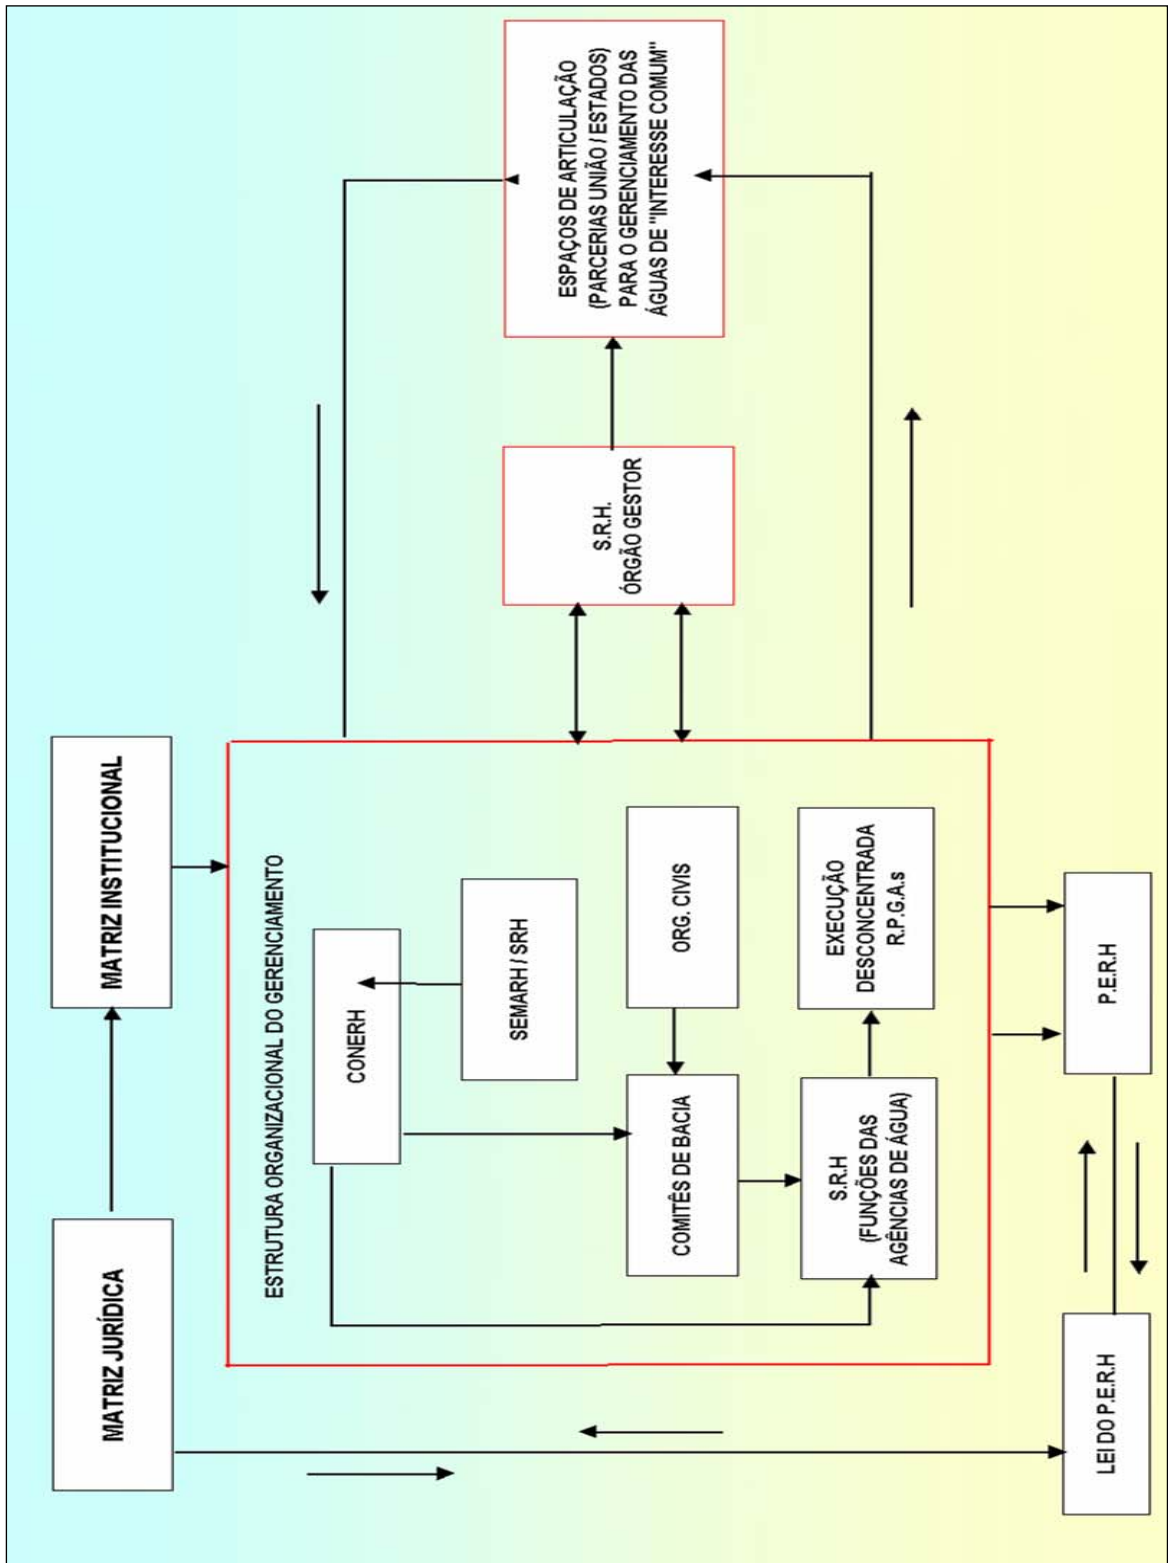 MATRIZ JURÍDICA
MATRIZ INSTITUCIONAL
ESTRUTURA ORGANIZACIONAL DO GERENCIAMENTO
CONERH
SEMARH / SRH
COMITÊS DE BACIA
ORG. CIVIS
S.R.H
(FUNÇÕES DAS
AGÊNCIAS DE ÁGUA)
EXECUÇÃO
DESCONCENTRADA
R.P.G.A.s
S.R.H.
ÓRGÃO GESTOR
ESPAÇOS DE ARTICULAÇÃO
(PARCERIAS UNIÃO / ESTADOS)
PARA O GERENCIAMENTO DAS
ÁGUAS DE "INTERESSE COMUM"
LEI DO P.E.R.H
P.E.R.H